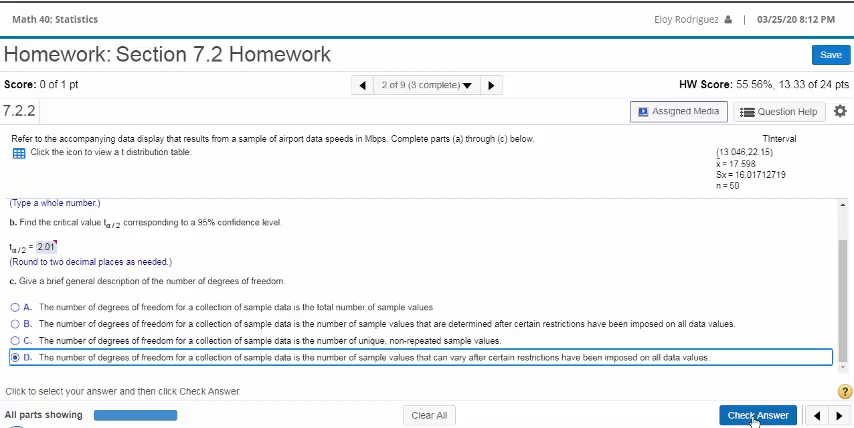 Math 40: Statistics
Eloy Rodriguez | 03/25/20 8:12 PM
Homework: Section 7.2 Homework
Save
Score: 0 of 1 pt
2 of 9 (3 complete)
HW Score: 55.56%, 13.33 of 24 pts
7.2.2
Assigned Media
Question Help
Refer to the accompanying data display that results from a sample of airport data speeds in Mbps. Complete parts (a) through (c) below.
Click the icon to view a t distribution table.
TInterval
(13.046,22.15)
x̄ = 17.598
Sx = 16.01712719
n = 50
(Type a whole number.)
b. Find the critical value tα/2 corresponding to a 95% confidence level.
tα/2 = 2.01
(Round to two decimal places as needed.)
c. Give a brief general description of the number of degrees of freedom.
A. The number of degrees of freedom for a collection of sample data is the total number of sample values.
B. The number of degrees of freedom for a collection of sample data is the number of sample values that are determined after certain restrictions have been imposed on all data values.
C. The number of degrees of freedom for a collection of sample data is the number of unique, non-repeated sample values.
D. The number of degrees of freedom for a collection of sample data is the number of sample values that can vary after certain restrictions have been imposed on all data values.
Click to select your answer and then click Check Answer.
?
All parts showing
Clear All
Check Answer